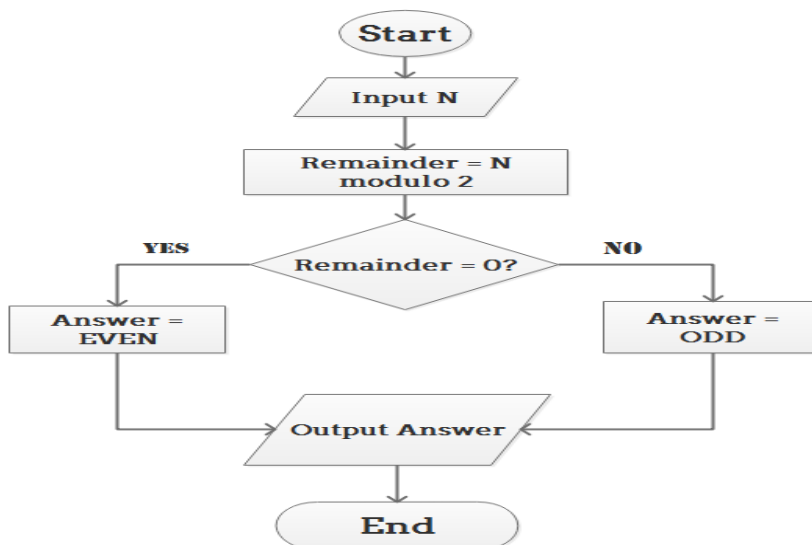 Start
Input N
Remainder = N
modulo 2
YES
Remainder = 0?
NO
Answer =
EVEN
Answer =
ODD
Output Answer
End